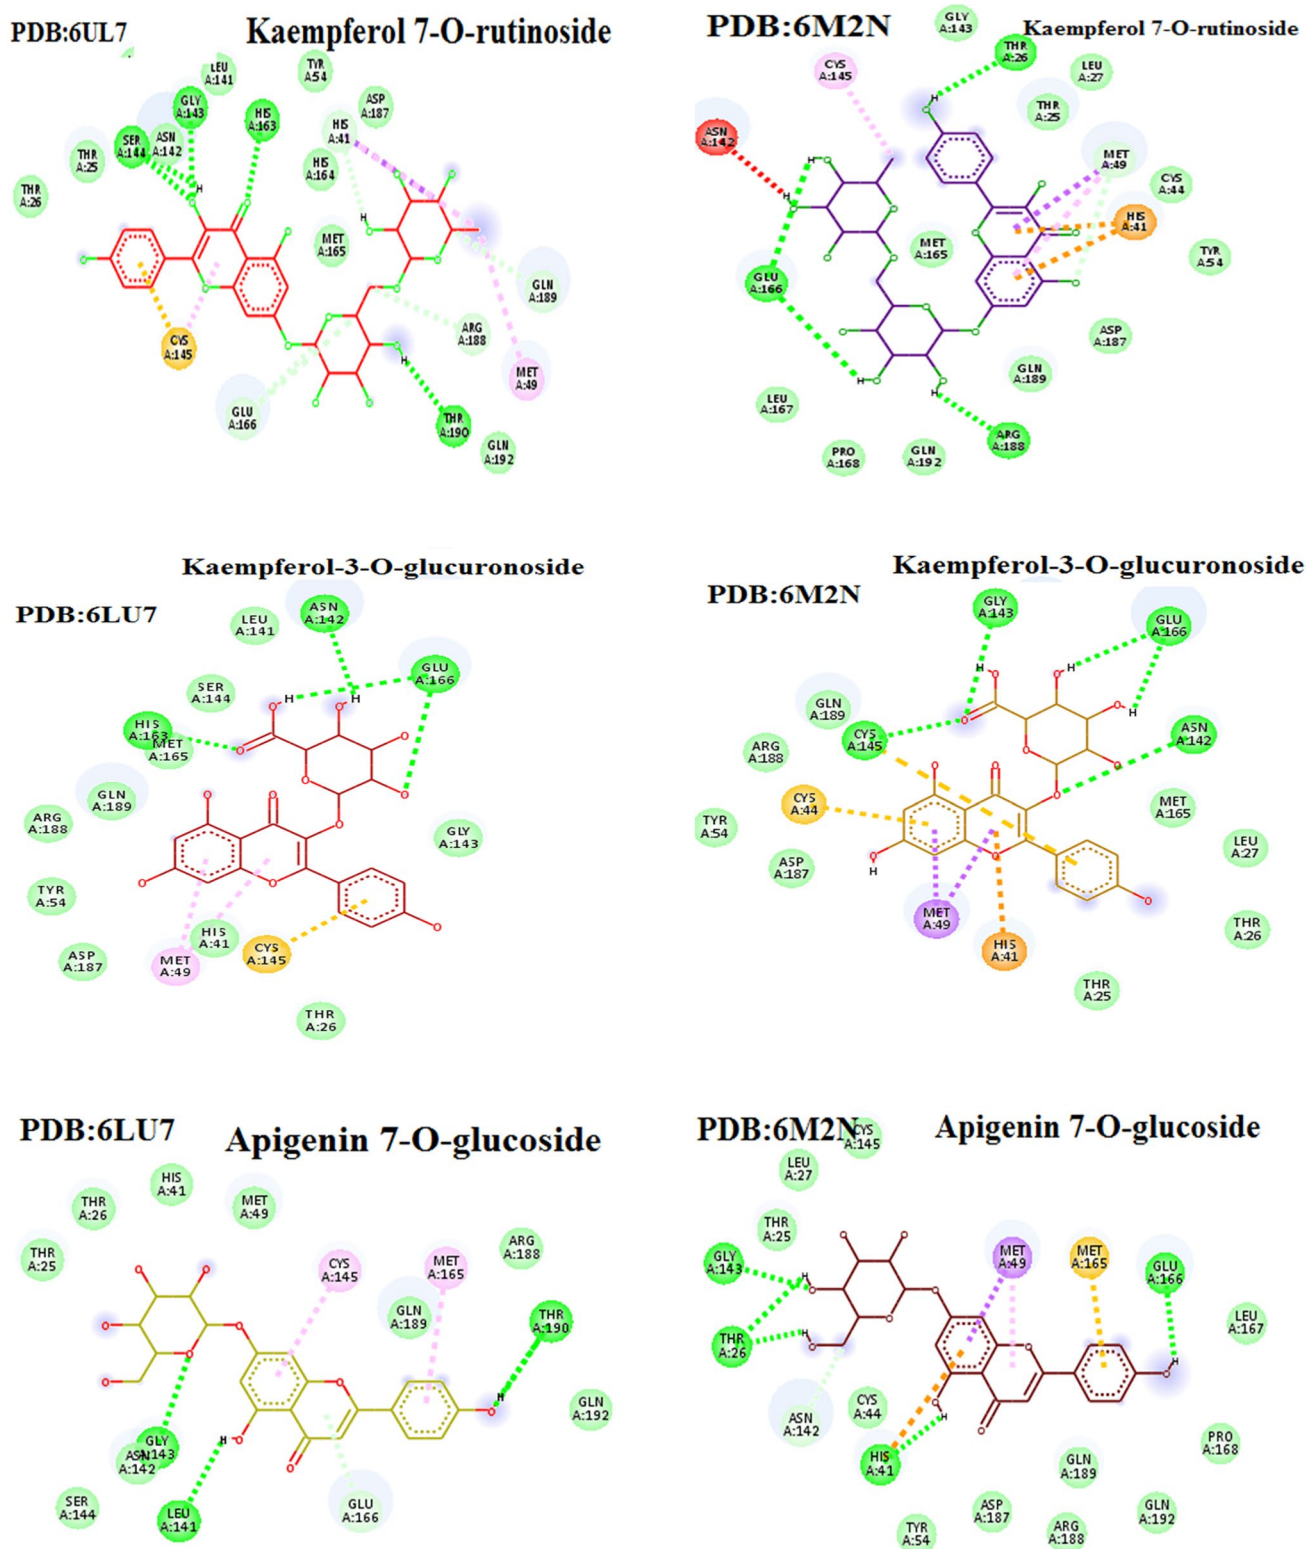 PDB:6UL7
Kaempferol 7-O-rutinoside
LEU
A:141
TYR
A:54
GLY
A:143
HIS
A:163
ASP
A:187
HIS
A:41
SER
A:144
ASN
A:142
THR
A:25
HIS
A:164
THR
A:26
MET
A:165
GLN
A:189
ARG
A:188
CYS
A:145
MET
A:49
GLU
A:166
THR
A:190
GLN
A:192
H
H
H
PDB:6M2N
Kaempferol 7-O-rutinoside
GLY
A:143
THR
A:26
CYS
A:145
LEU
A:27
THR
A:25
ASN
A:142
MET
A:49
CYS
A:44
HIS
A:41
MET
A:165
TYR
A:54
GLU
A:166
ASP
A:187
GLN
A:189
LEU
A:167
ARG
A:188
PRO
A:168
GLN
A:192
H
H
H
H
H
Kaempferol-3-O-glucuronoside
PDB:6LU7
ASN
A:142
LEU
A:141
GLU
A:166
SER
A:144
HIS
A:163
MET
A:165
GLN
A:189
ARG
A:188
GLY
A:143
TYR
A:54
HIS
A:41
CYS
A:145
ASP
A:187
MET
A:49
THR
A:26
H
H
Kaempferol-3-O-glucuronoside
PDB:6M2N
GLY
A:143
GLU
A:166
GLN
A:189
CYS
A:145
ASN
A:142
ARG
A:188
CYS
A:44
MET
A:165
TYR
A:54
LEU
A:27
ASP
A:187
MET
A:49
THR
A:26
HIS
A:41
THR
A:25
H
H
H
H
PDB:6LU7
Apigenin 7-O-glucoside
HIS
A:41
THR
A:26
MET
A:49
THR
A:25
ARG
A:188
CYS
A:145
MET
A:165
GLN
A:189
THR
A:190
GLN
A:192
GLY
A:143
ASN
A:142
SER
A:144
LEU
A:141
GLU
A:166
H
H
PDB:6M2N
Apigenin 7-O-glucoside
CYS
A:145
LEU
A:27
THR
A:25
GLY
A:143
MET
A:49
MET
A:165
GLU
A:166
THR
A:26
LEU
A:167
ASN
A:142
CYS
A:44
PRO
A:168
HIS
A:41
GLN
A:189
ASP
A:187
GLN
A:192
TYR
A:54
ARG
A:188
H
H
H
H